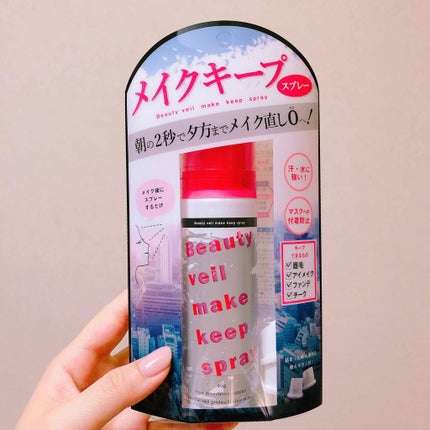 メイクキープ
スプレー
Beauty veil make keep spray
朝の2秒で夕方までメイク直し0へ!
汗・水に
強い!
メイク後に
スプレー
するだけ
マスクへの
付着防止
キープ
できるもの
眉毛
アイメイク
ファンデ
チーク
Beauty veil make keep spray
Beauty
veil
make
keep
spray
40g